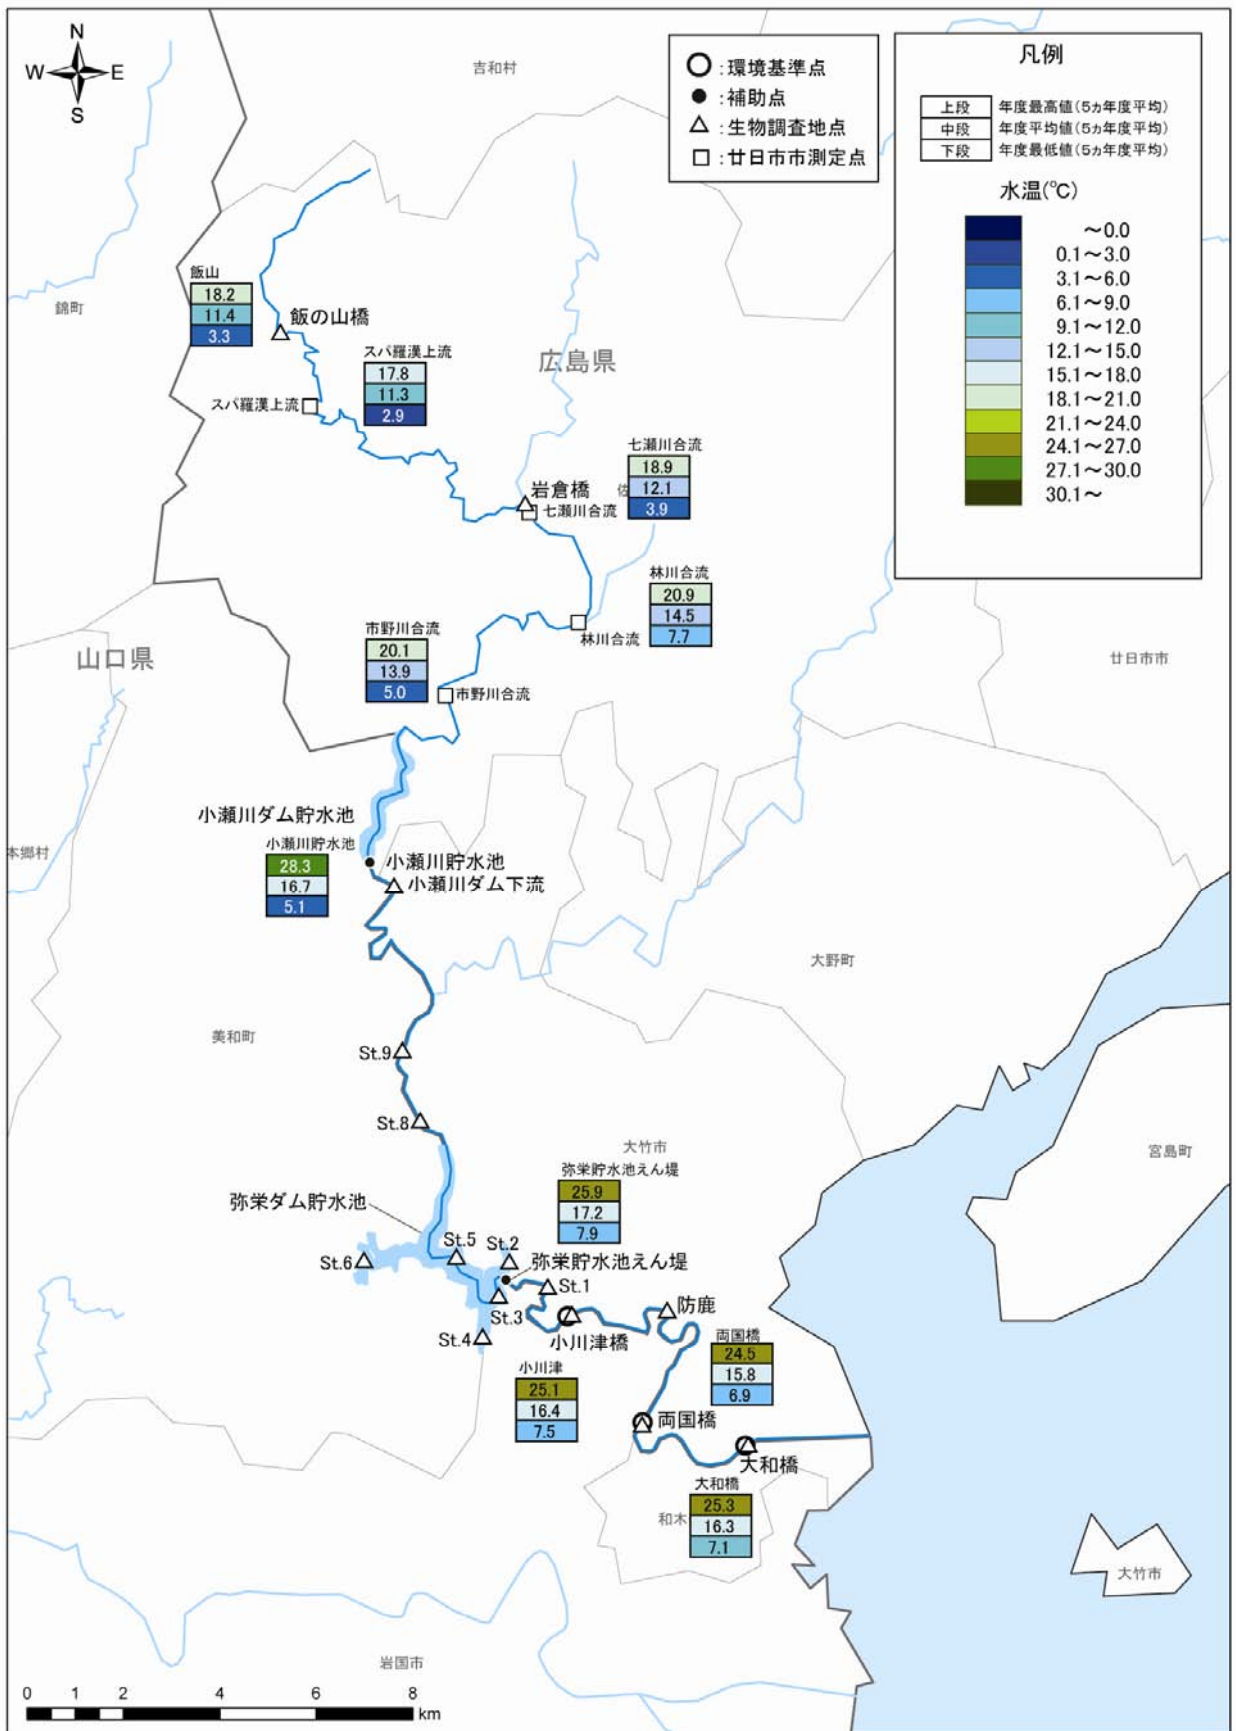 N
W E
S
吉和村
○ : 環境基準点
● : 補助点
△ : 生物調査地点
□ : 廿日市市測定点
凡例
上段 年度最高値(5ヵ年度平均)
中段 年度平均値(5ヵ年度平均)
下段 年度最低値(5ヵ年度平均)
水温(℃)
~0.0
0.1~3.0
3.1~6.0
6.1~9.0
9.1~12.0
12.1~15.0
15.1~18.0
18.1~21.0
21.1~24.0
24.1~27.0
27.1~30.0
30.1~
錦町
飯山
18.2
11.4
3.3
飯の山橋
スパ羅漢上流
17.8
11.3
2.9
スパ羅漢上流
広島県
七瀬川合流
18.9
12.1
3.9
岩倉橋
佐
七瀬川合流
林川合流
20.9
14.5
7.7
林川合流
市野川合流
20.1
13.9
5.0
市野川合流
山口県
廿日市市
小瀬川ダム貯水池
小瀬川貯水池
28.3
16.7
5.1
本郷村
小瀬川貯水池
小瀬川ダム下流
大野町
美和町
St.9
St.8
大竹市
宮島町
弥栄貯水池えん堤
25.9
17.2
7.9
弥栄ダム貯水池
St.5
St.2
St.6
弥栄貯水池えん堤
St.1
St.3
St.4
小川津橋
防鹿
両国橋
24.5
15.8
6.9
小川津
25.1
16.4
7.5
両国橋
大和橋
大和橋
25.3
16.3
7.1
和木
大竹市
岩国市
0 1 2 4 6 8
km